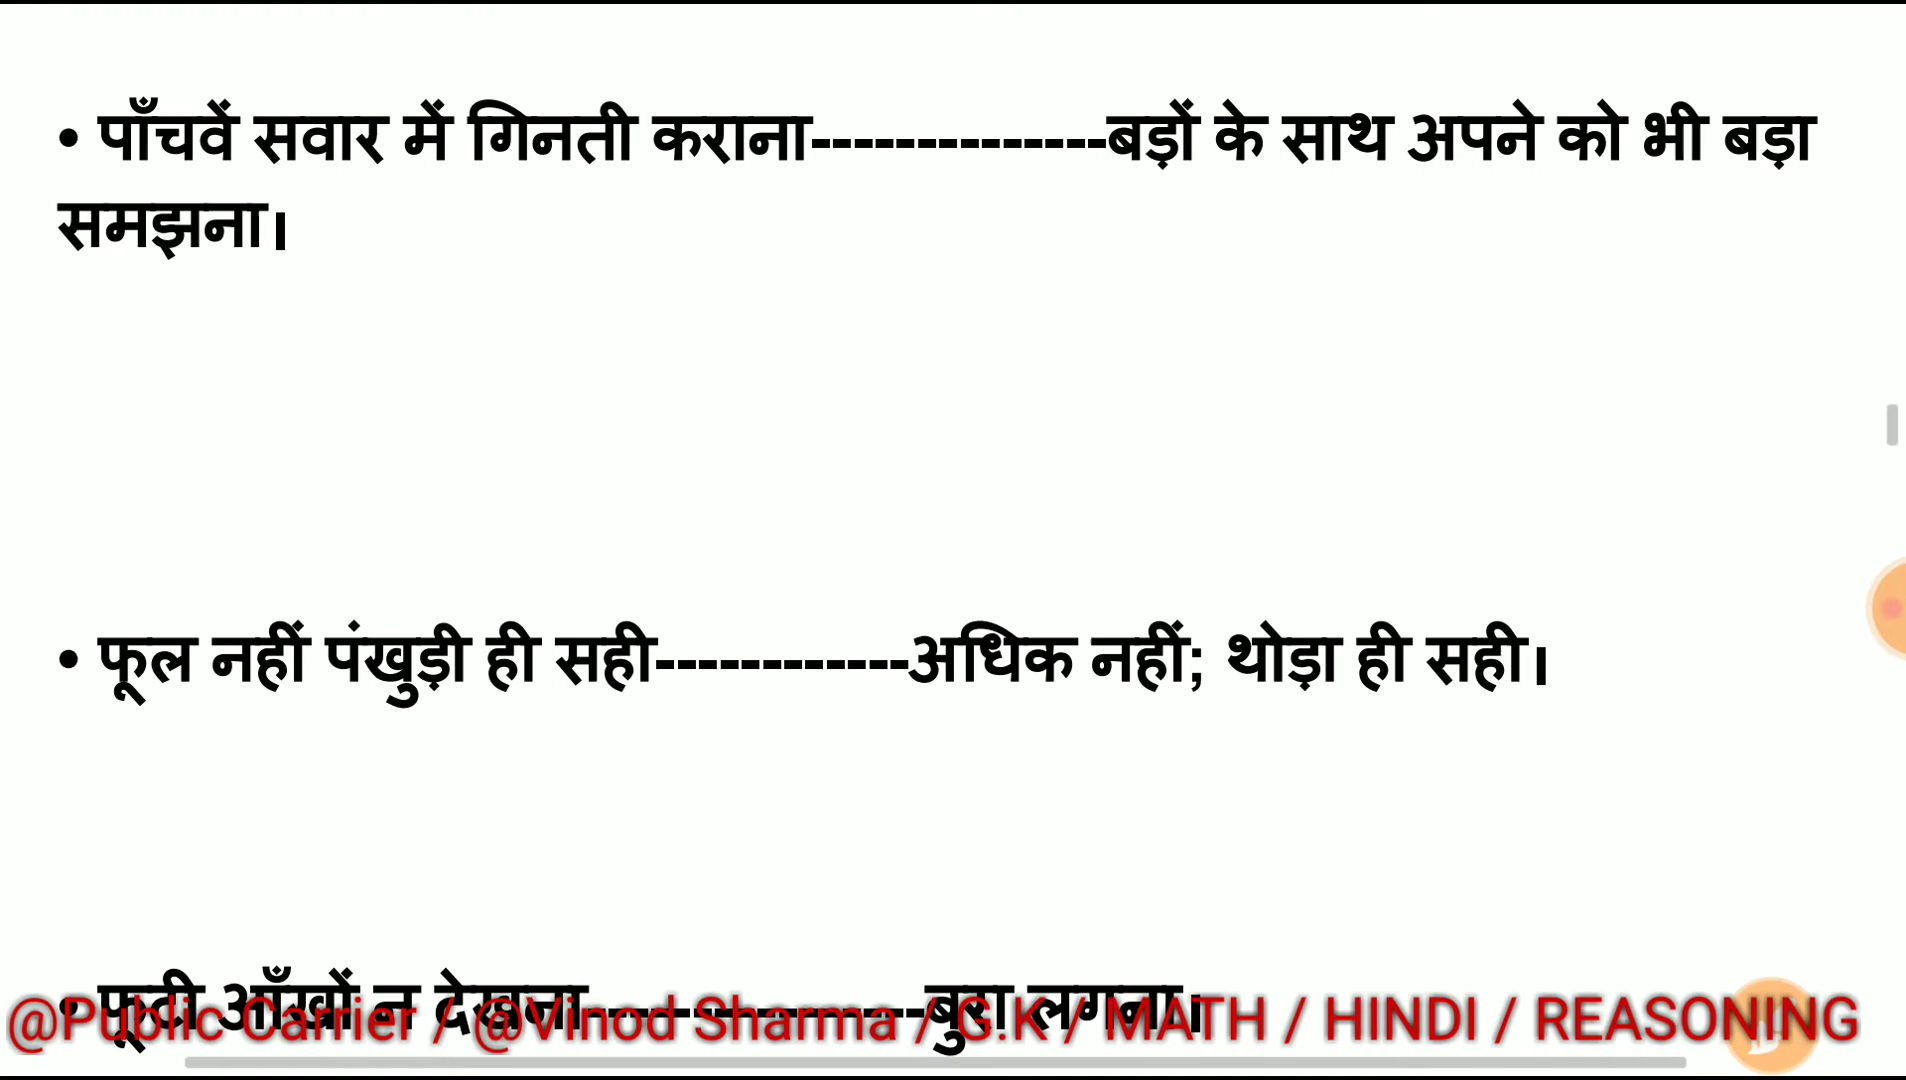 • पाँचवें सवार में गिनती कराना--------------बड़ों के साथ अपने को भी बड़ा
समझना।
• फूल नहीं पंखुड़ी ही सही------------अधिक नहीं; थोड़ा ही सही।
• फूटी आँखों न देखना----------------बुरा लगना।
@Public Carrier / @Vinod Sharma / G.K / MATH / HINDI / REASONING